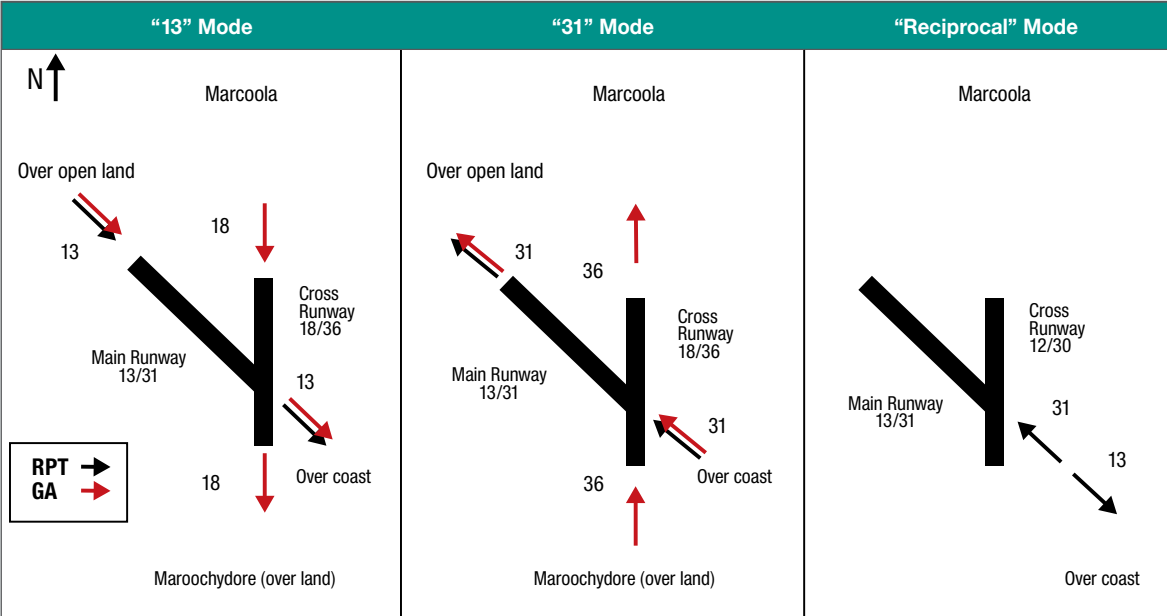 “13” Mode
“31” Mode
“Reciprocal” Mode
N
Marcoola
Over open land
18
13
Cross
Runway
18/36
Main Runway
13/31
13
RPT
GA
18
Over coast
Maroochydore (over land)
Marcoola
Over open land
31
36
Cross
Runway
18/36
Main Runway
13/31
31
Over coast
36
Maroochydore (over land)
Marcoola
Cross
Runway
12/30
Main Runway
13/31
31
13
Over coast